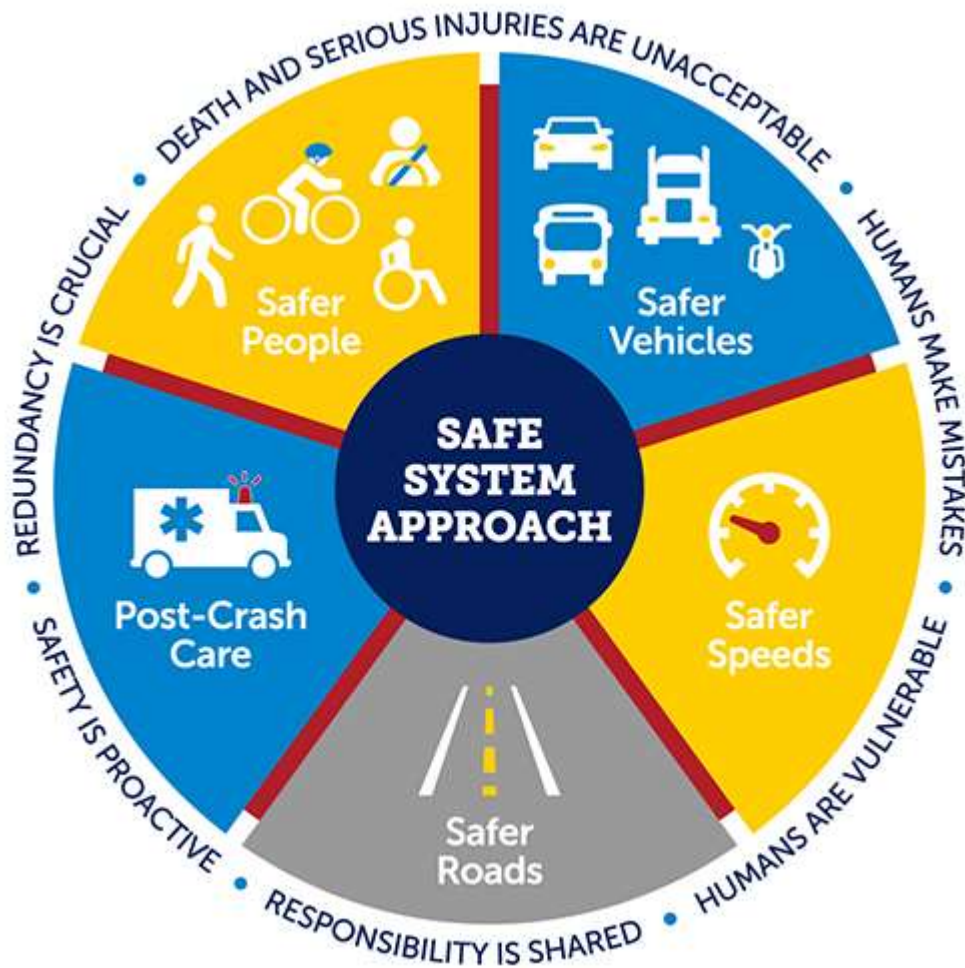 DEATH AND SERIOUS INJURIES ARE UNACCEPTABLE
HUMANS MAKE MISTAKES
HUMANS ARE VULNERABLE
RESPONSIBILITY IS SHARED
SAFETY IS PROACTIVE
REDUNDANCY IS CRUCIAL
Safer
People
Safer
Vehicles
Safer
Speeds
Safer
Roads
Post-Crash
Care
SAFE
SYSTEM
APPROACH